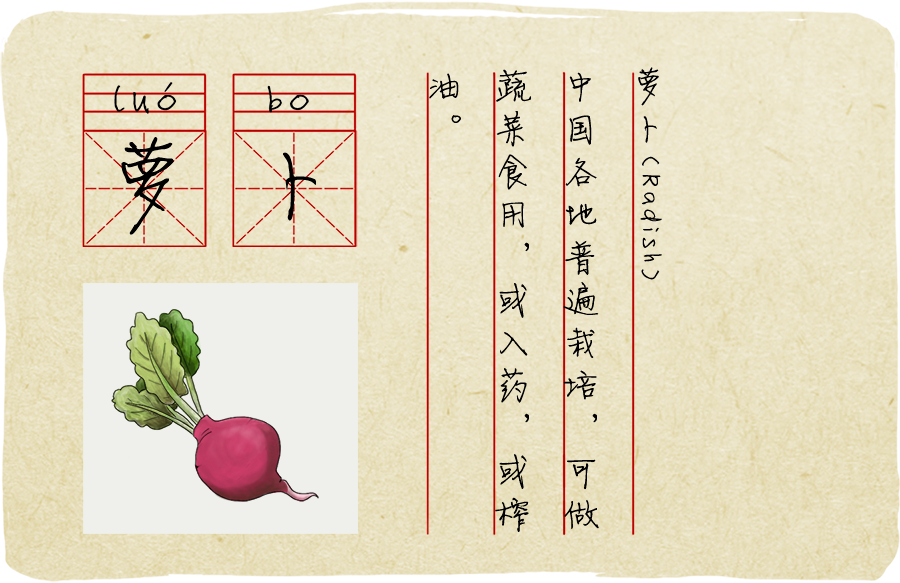 luó bo
萝卜
萝卜(Radish)
中国各地普遍栽培，可做
蔬菜食用，或入药，或榨
油。